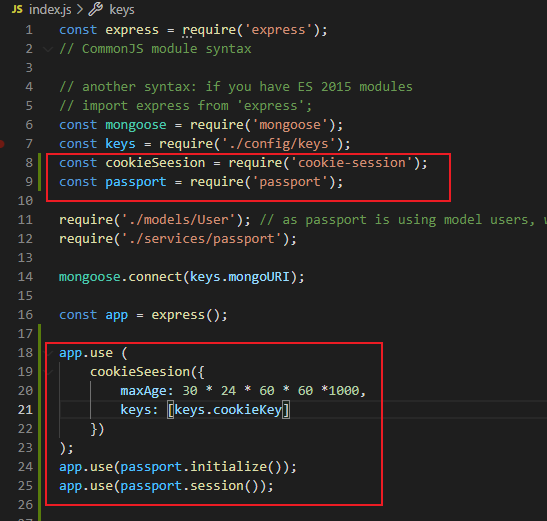 index.js > keys
1 const express = require('express');
2 // CommonJS module syntax
3
4 // another syntax: if you have ES 2015 modules
5 // import express from 'express';
6 const mongoose = require('mongoose');
7 const keys = require('./config/keys');
8 const cookieSeesion = require('cookie-session');
9 const passport = require('passport');
10
11 require('./models/User'); // as passport is using model users,
12 require('./services/passport');
13
14 mongoose.connect(keys.mongoURI);
15
16 const app = express();
17
18 app.use (
19 cookieSeesion({
20 maxAge: 30 * 24 * 60 * 60 *1000,
21 keys: [keys.cookieKey]
22 })
23 );
24 app.use(passport.initialize());
25 app.use(passport.session());
26
27